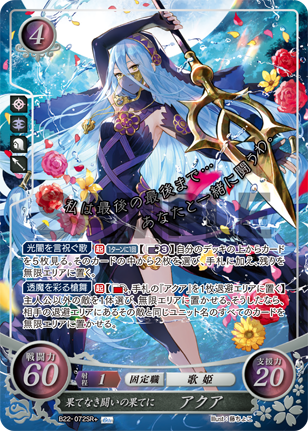 4
私は最後の最後まで…
あなたと一緒に闘うわ
光闇を言祝ぐ歌 起 [1ターンに1回] 【 3】自分のデッキの上からカード
を5枚見る。そのカードの中から2枚を選び、手札に加え、残りを
無限エリアに置く。
透魔を彩る槍舞 起 【 、手札の「アクア」を1枚退避エリアに置く】
主人公以外の敵を1体選び、無限エリアに置かせる。そうしたなら、
相手の退避エリアにあるその敵と同じユニット名のすべてのカードを
無限エリアに置かせる。
戦闘力
60
射程
1
固定職
歌姫
支援力
20
果てなき闘いの果てに
アクア
B22-072SR+